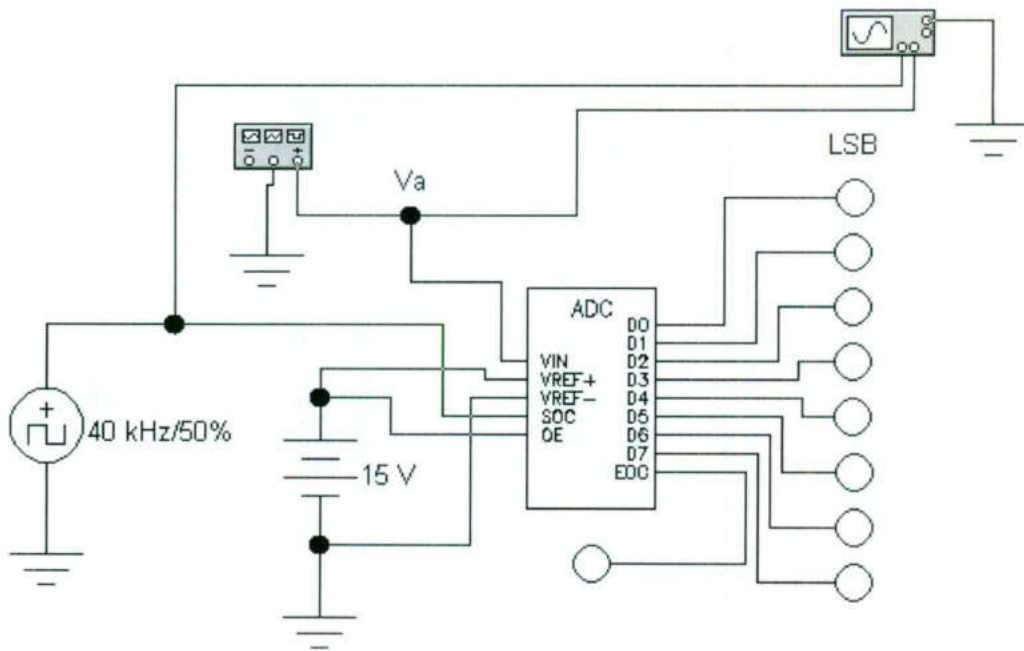 LSB
Va
ADC
D0
D1
VIN D2
VREF+ D3
VREF- D4
SOC D5
OE D6
D7
EOC
40 kHz/50%
15 V